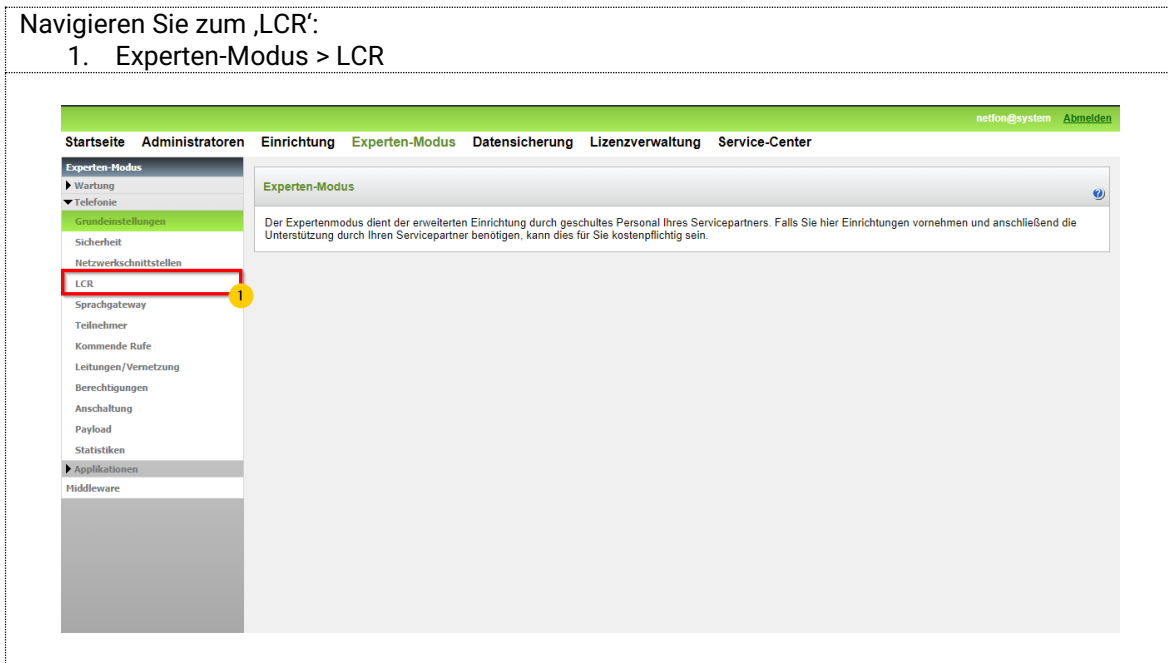 Navigieren Sie zum ‚LCR‘:
1. Experten-Modus > LCR
netfon@system Abmelden
Startseite Administratoren Einrichtung Experten-Modus Datensicherung Lizenzverwaltung Service-Center
Experten-Modus
Wartung
Telefonie
Grundeinstellungen
Sicherheit
Netzwerkschnittstellen
LCR
1
Sprachgateway
Teilnehmer
Kommende Rufe
Leitungen/Vernetzung
Berechtigungen
Anschaltung
Payload
Statistiken
Applikationen
Middleware
Experten-Modus
?
Der Expertenmodus dient der erweiterten Einrichtung durch geschultes Personal Ihres Servicepartners. Falls Sie hier Einrichtungen vornehmen und anschließend die
Unterstützung durch Ihren Servicepartner benötigen, kann dies für Sie kostenpflichtig sein.